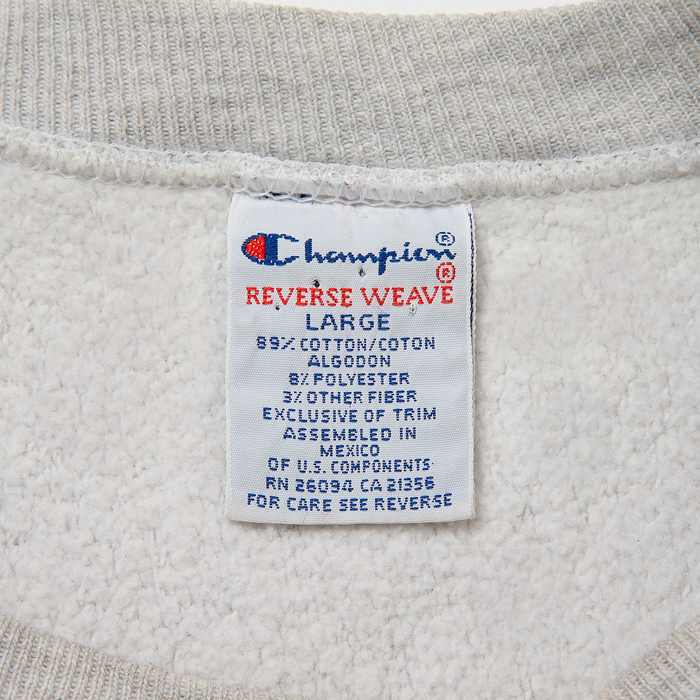 Champion®
®
REVERSE WEAVE
LARGE
89% COTTON/COTON
ALGODON
8% POLYESTER
3% OTHER FIBER
EXCLUSIVE OF TRIM
ASSEMBLED IN
MEXICO
OF U.S. COMPONENTS
RN 26094 CA 21356
FOR CARE SEE REVERSE